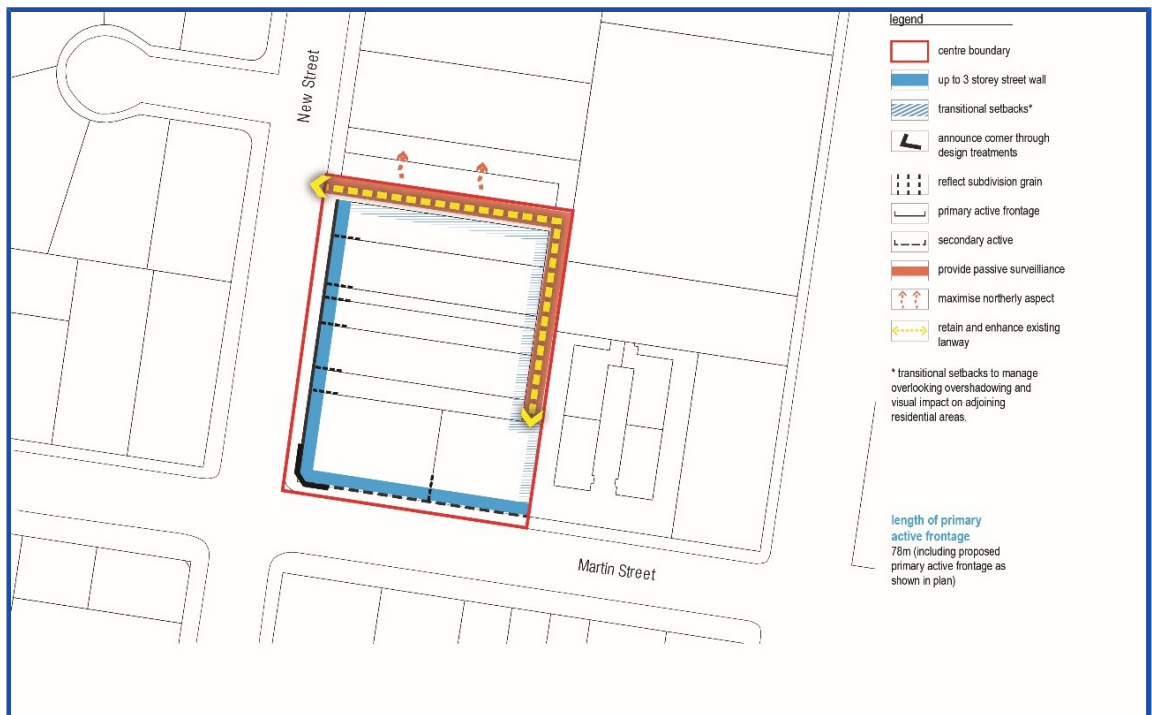 New Street
Martin Street
legend
centre boundary
up to 3 storey street wall
transitional setbacks*
announce corner through
design treatments
reflect subdivision grain
primary active frontage
secondary active
provide passive surveilliance
maximise northerly aspect
retain and enhance existing
lanway
* transitional setbacks to manage
overlooking overshadowing and
visual impact on adjoining
residential areas.
length of primary
active frontage
78m (including proposed
primary active frontage as
shown in plan)